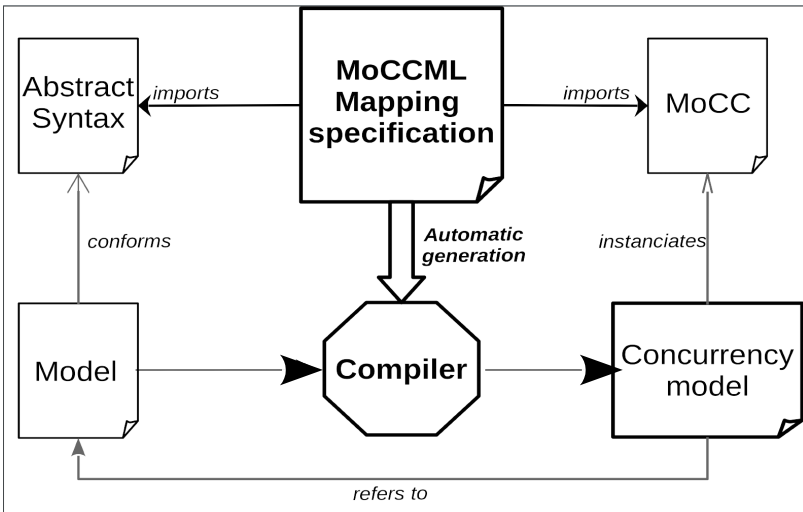 Abstract
Syntax
imports
MoCCML
Mapping
specification
imports
MoCC
conforms
Automatic
generation
instanciates
Model
Compiler
Concurrency
model
refers to